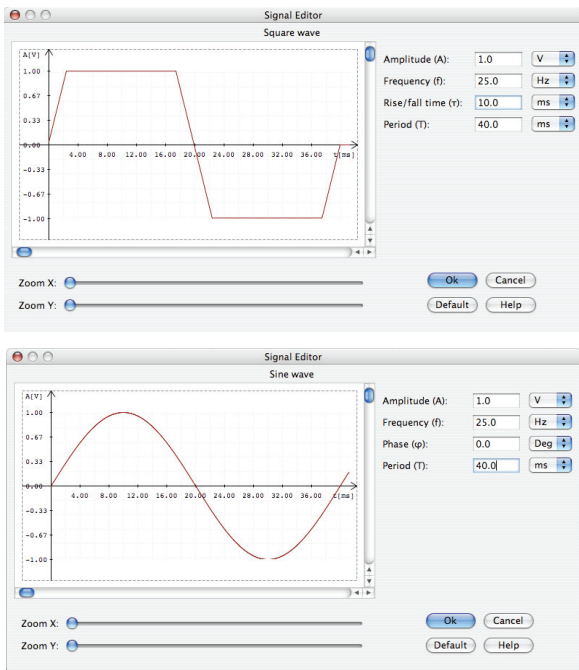 Signal Editor
Square wave
A[V]
1.00
0.67
0.33
0.00
-0.33
-0.67
-1.00
4.00 8.00 12.00 16.00 20.00 24.00 28.00 32.00 36.00 t[ms]
Amplitude (A): 1.0 V
Frequency (f): 25.0 Hz
Rise/fall time (τ): 10.0 ms
Period (T): 40.0 ms
Zoom X:
Zoom Y:
Ok Cancel
Default Help
Signal Editor
Sine wave
A[V]
1.00
0.67
0.33
0.00
-0.33
-0.67
-1.00
4.00 8.00 12.00 16.00 20.00 24.00 28.00 32.00 36.00 t[ms]
Amplitude (A): 1.0 V
Frequency (f): 25.0 Hz
Phase (φ): 0.0 Deg
Period (T): 40.0 ms
Zoom X:
Zoom Y:
Ok Cancel
Default Help